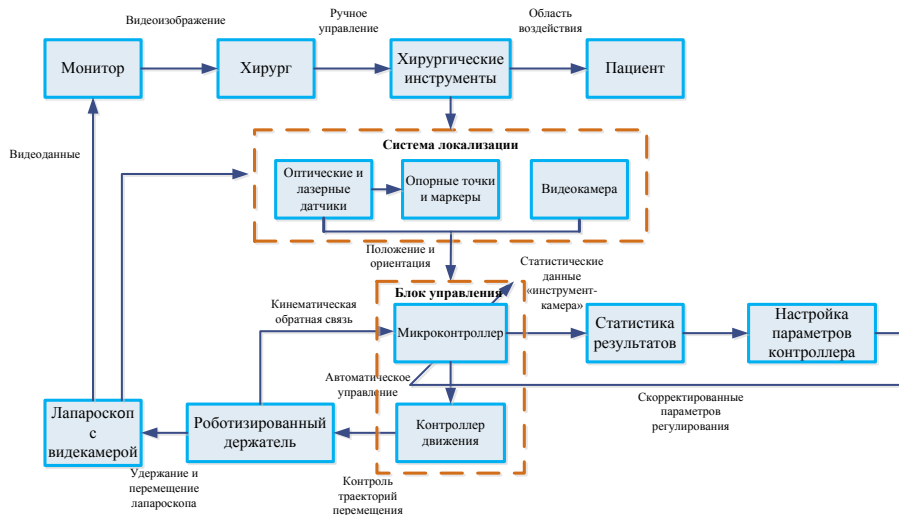 Видеоизображение
Ручное
управление
Область
воздействия
Монитор
Хирург
Хирургические
инструменты
Пациент
Видеоданные
Система локализации
Оптические и
лазерные
датчики
Опорные точки
и маркеры
Видеокамера
Положение и
ориентация
Статистические
данные
«инструмент-
камера»
Блок управления
Кинематическая
обратная связь
Микроконтроллер
Статистика
результатов
Настройка
параметров
контроллера
Автоматическое
управление
Скорректированные
параметров
регулирования
Лапароскоп
с
видекамерой
Роботизированный
держатель
Контроллер
движения
Удержание и
перемещение
лапароскопа
Контроль
траекторий
перемещения